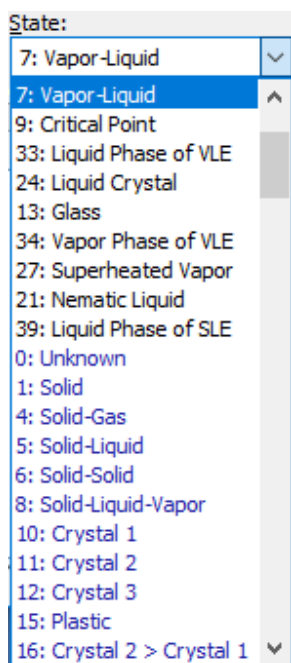 State:
7: Vapor-Liquid
7: Vapor-Liquid
9: Critical Point
33: Liquid Phase of VLE
24: Liquid Crystal
13: Glass
34: Vapor Phase of VLE
27: Superheated Vapor
21: Nematic Liquid
39: Liquid Phase of SLE
0: Unknown
1: Solid
4: Solid-Gas
5: Solid-Liquid
6: Solid-Solid
8: Solid-Liquid-Vapor
10: Crystal 1
11: Crystal 2
12: Crystal 3
15: Plastic
16: Crystal 2 > Crystal 1